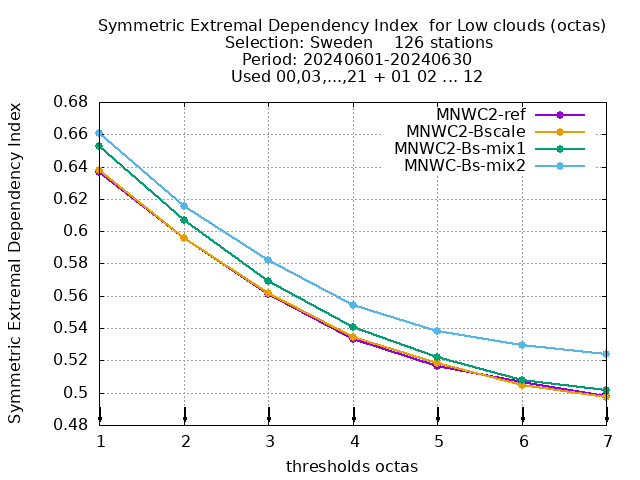 Symmetric Extremal Dependency Index  for Low clouds (octas)
Selection: Sweden    126 stations
Period: 20240601-20240630
Used 00,03,...,21 + 01 02 ... 12
MNWC2-ref
MNWC2-Bscale
MNWC2-Bs-mix1
MNWC-Bs-mix2
Symmetric Extremal Dependency Index
0.68
0.66
0.64
0.62
0.6
0.58
0.56
0.54
0.52
0.5
0.48
1 2 3 4 5 6 7
thresholds octas